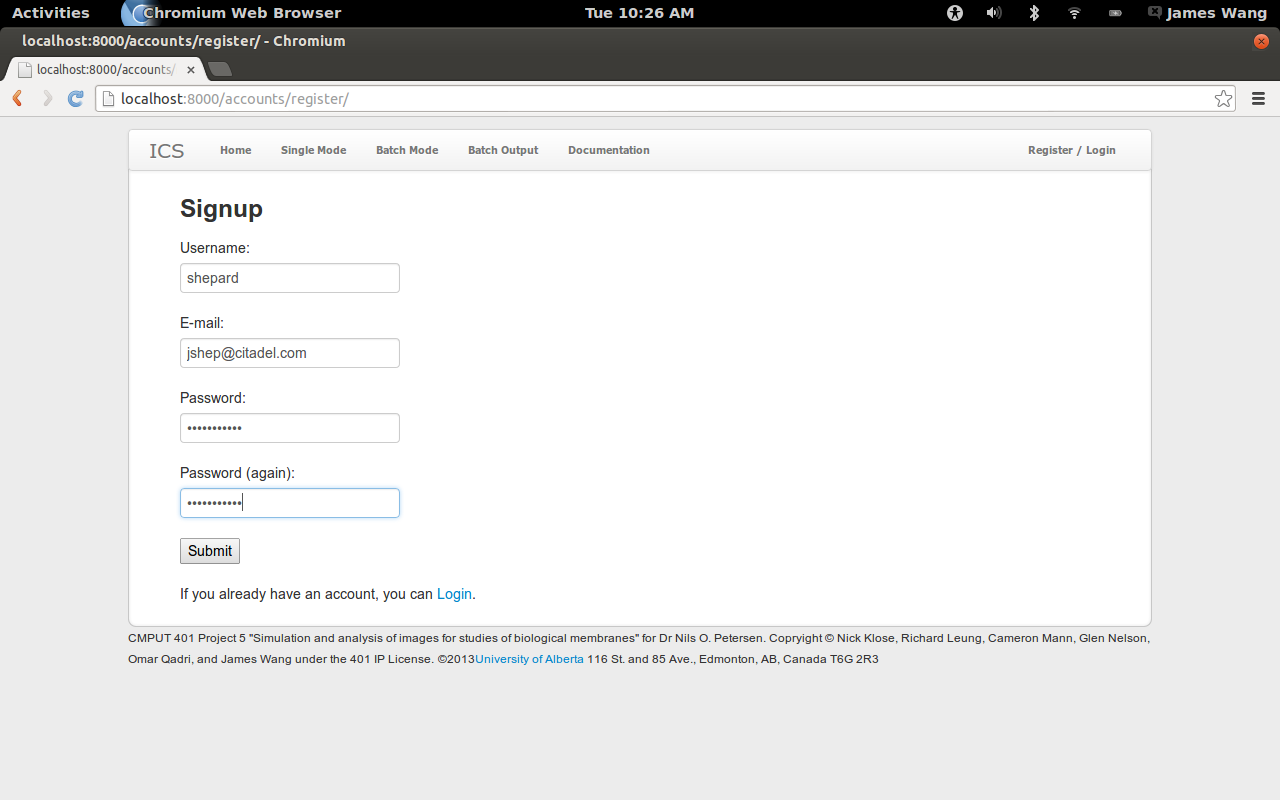 Activities Chromium Web Browser Tue 10:26 AM James Wang
localhost:8000/accounts/register/ - Chromium
localhost:8000/accounts/
localhost:8000/accounts/register/
ICS Home Single Mode Batch Mode Batch Output Documentation Register / Login
Signup
Username:
shepard
E-mail:
jshep@citadel.com
Password:
•••••••••••
Password (again):
•••••••••••
Submit
If you already have an account, you can Login.
CMPUT 401 Project 5 "Simulation and analysis of images for studies of biological membranes" for Dr Nils O. Petersen. Copryight © Nick Klose, Richard Leung, Cameron Mann, Glen Nelson,
Omar Qadri, and James Wang under the 401 IP License. ©2013University of Alberta 116 St. and 85 Ave., Edmonton, AB, Canada T6G 2R3